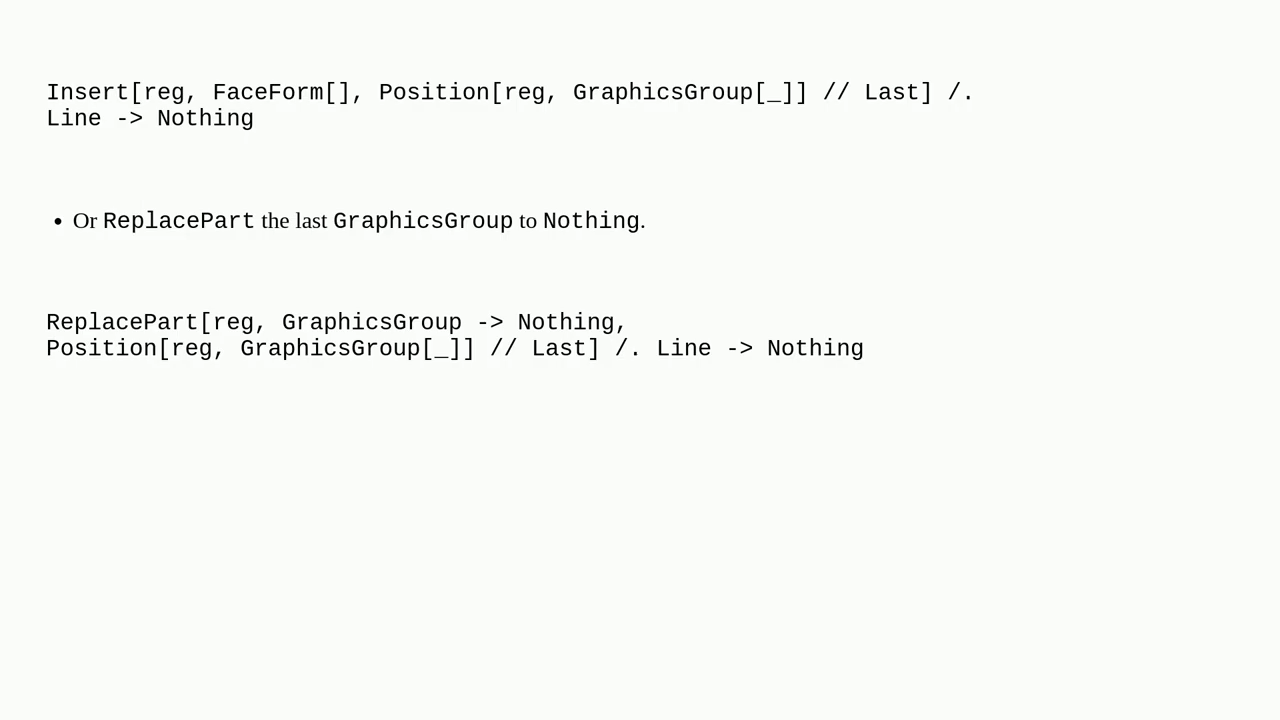 Insert[reg, FaceForm[], Position[reg, GraphicsGroup[_]] // Last] /.
Line -> Nothing
• Or ReplacePart the last GraphicsGroup to Nothing.
ReplacePart[reg, GraphicsGroup -> Nothing,
Position[reg, GraphicsGroup[_]] // Last] /. Line -> Nothing